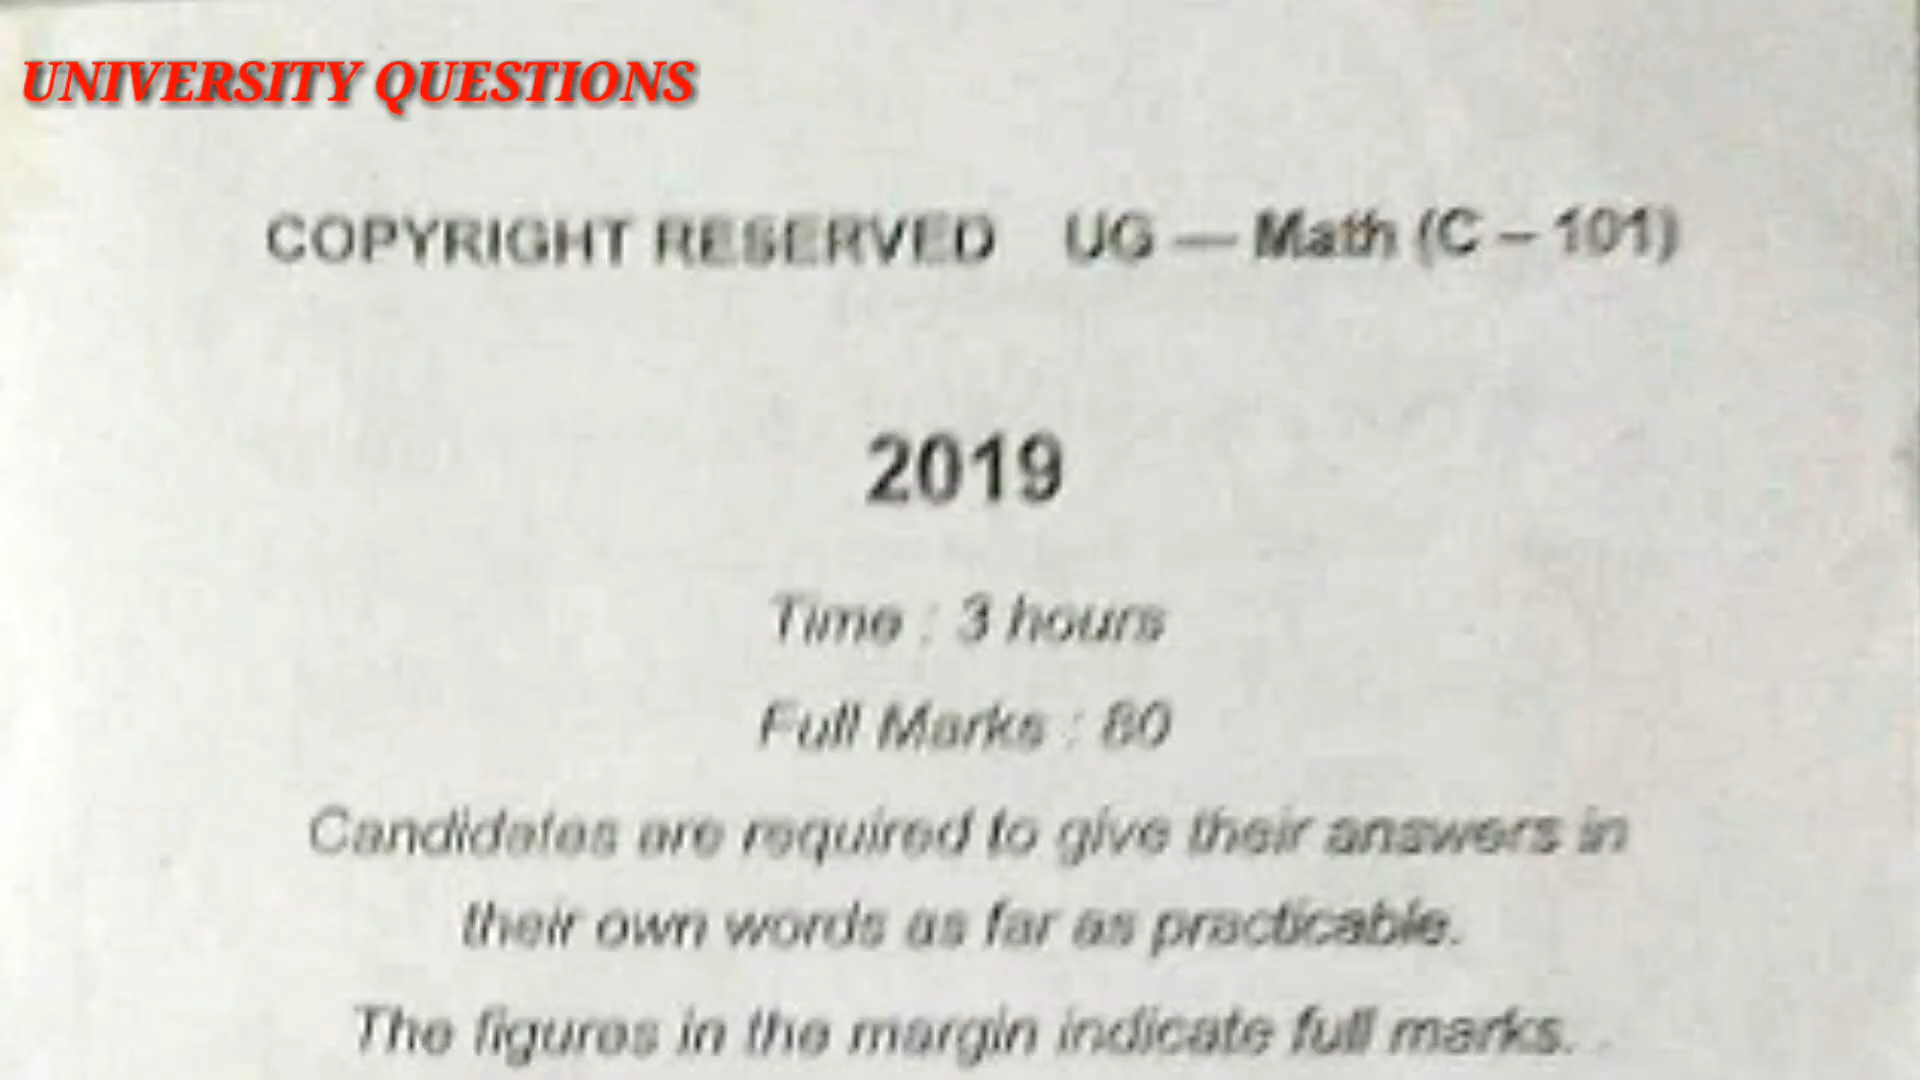 UNIVERSITY QUESTIONS
COPYRIGHT RESERVED UG — Math (C – 101)
2019
Time : 3 hours
Full Marks : 80
Candidates are required to give their answers in
their own words as far as practicable.
The figures in the margin indicate full marks.